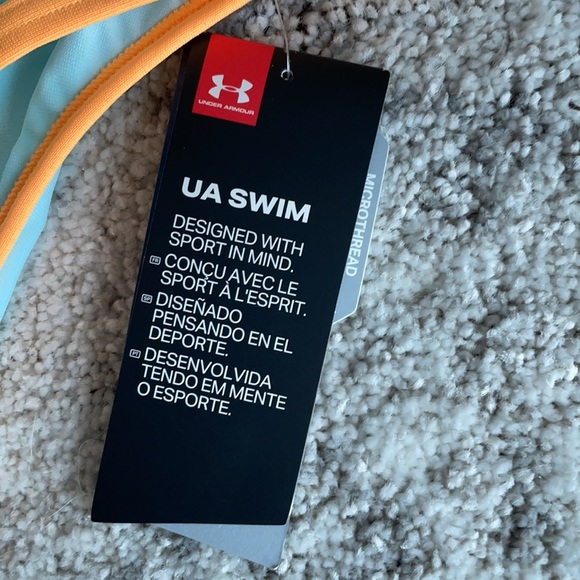 UNDER ARMOUR
UA SWIM
DESIGNED WITH
SPORT IN MIND.
FR CONÇU AVEC LE
SPORT À L'ESPRIT.
SP DISEÑADO
PENSANDO EN EL
DEPORTE.
PT DESENVOLVIDA
TENDO EM MENTE
O ESPORTE.
MICROTHREAD